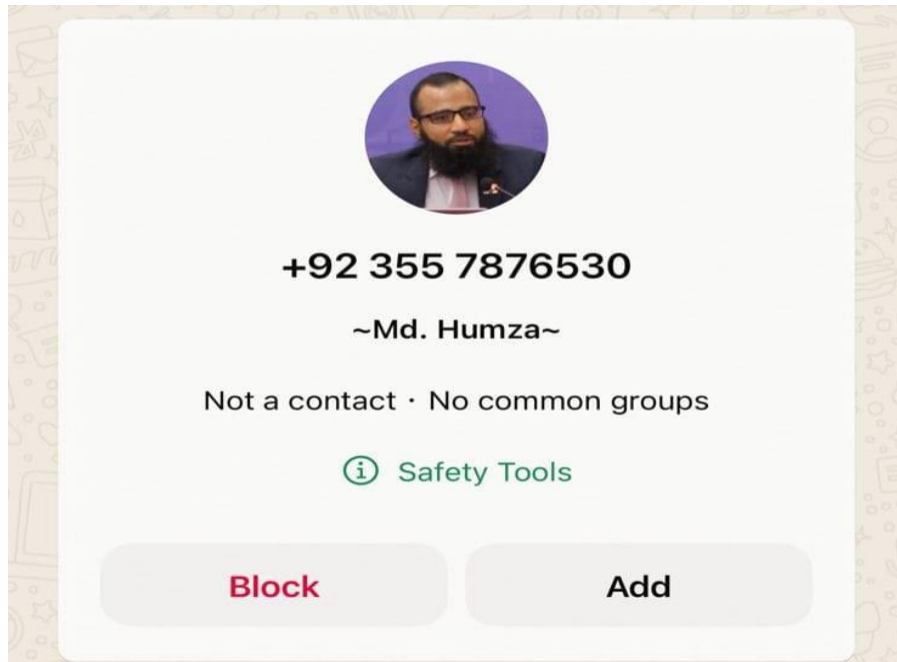 +92 355 7876530
~Md. Humza~
Not a contact · No common groups
Safety Tools
Block
Add